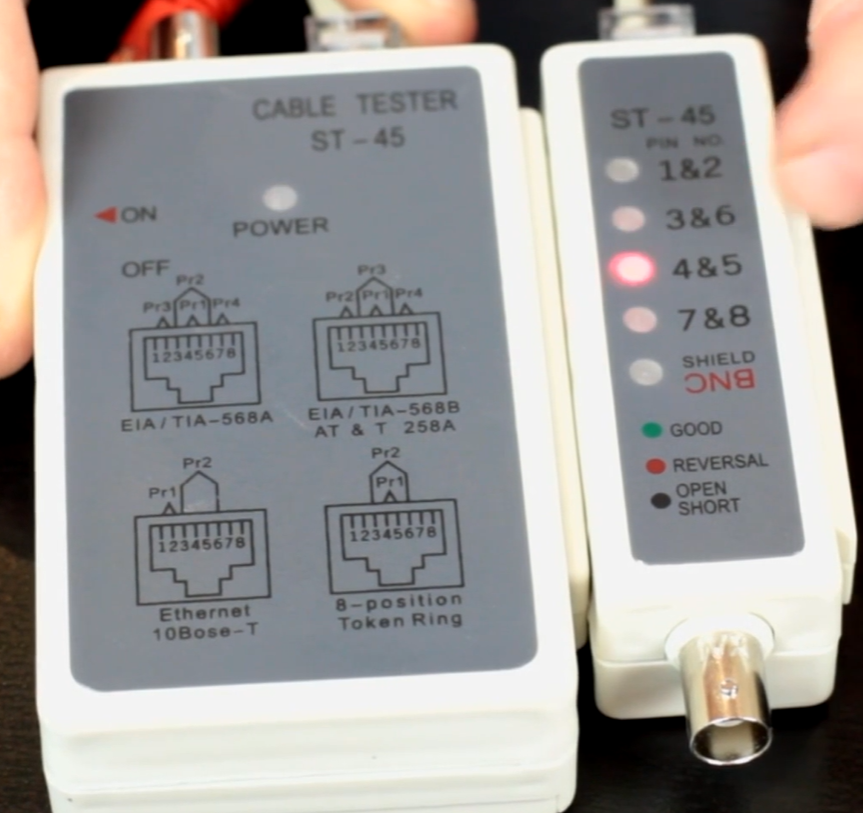 CABLE TESTER
ST-45
ON
POWER
OFF
Pr2
Pr3 Pr1 Pr4
12345678
EIA/TIA-568A
Pr3
Pr2 Pr1 Pr4
12345678
EIA/TIA-568B
AT & T 258A
Pr2
Pr1
12345678
Ethernet
10Bose-T
Pr2
Pr1
12345678
8-position
Token Ring
ST-45
PIN NO.
1&2
3&6
4&5
7&8
SHIELD
BNC
GOOD
REVERSAL
OPEN
SHORT